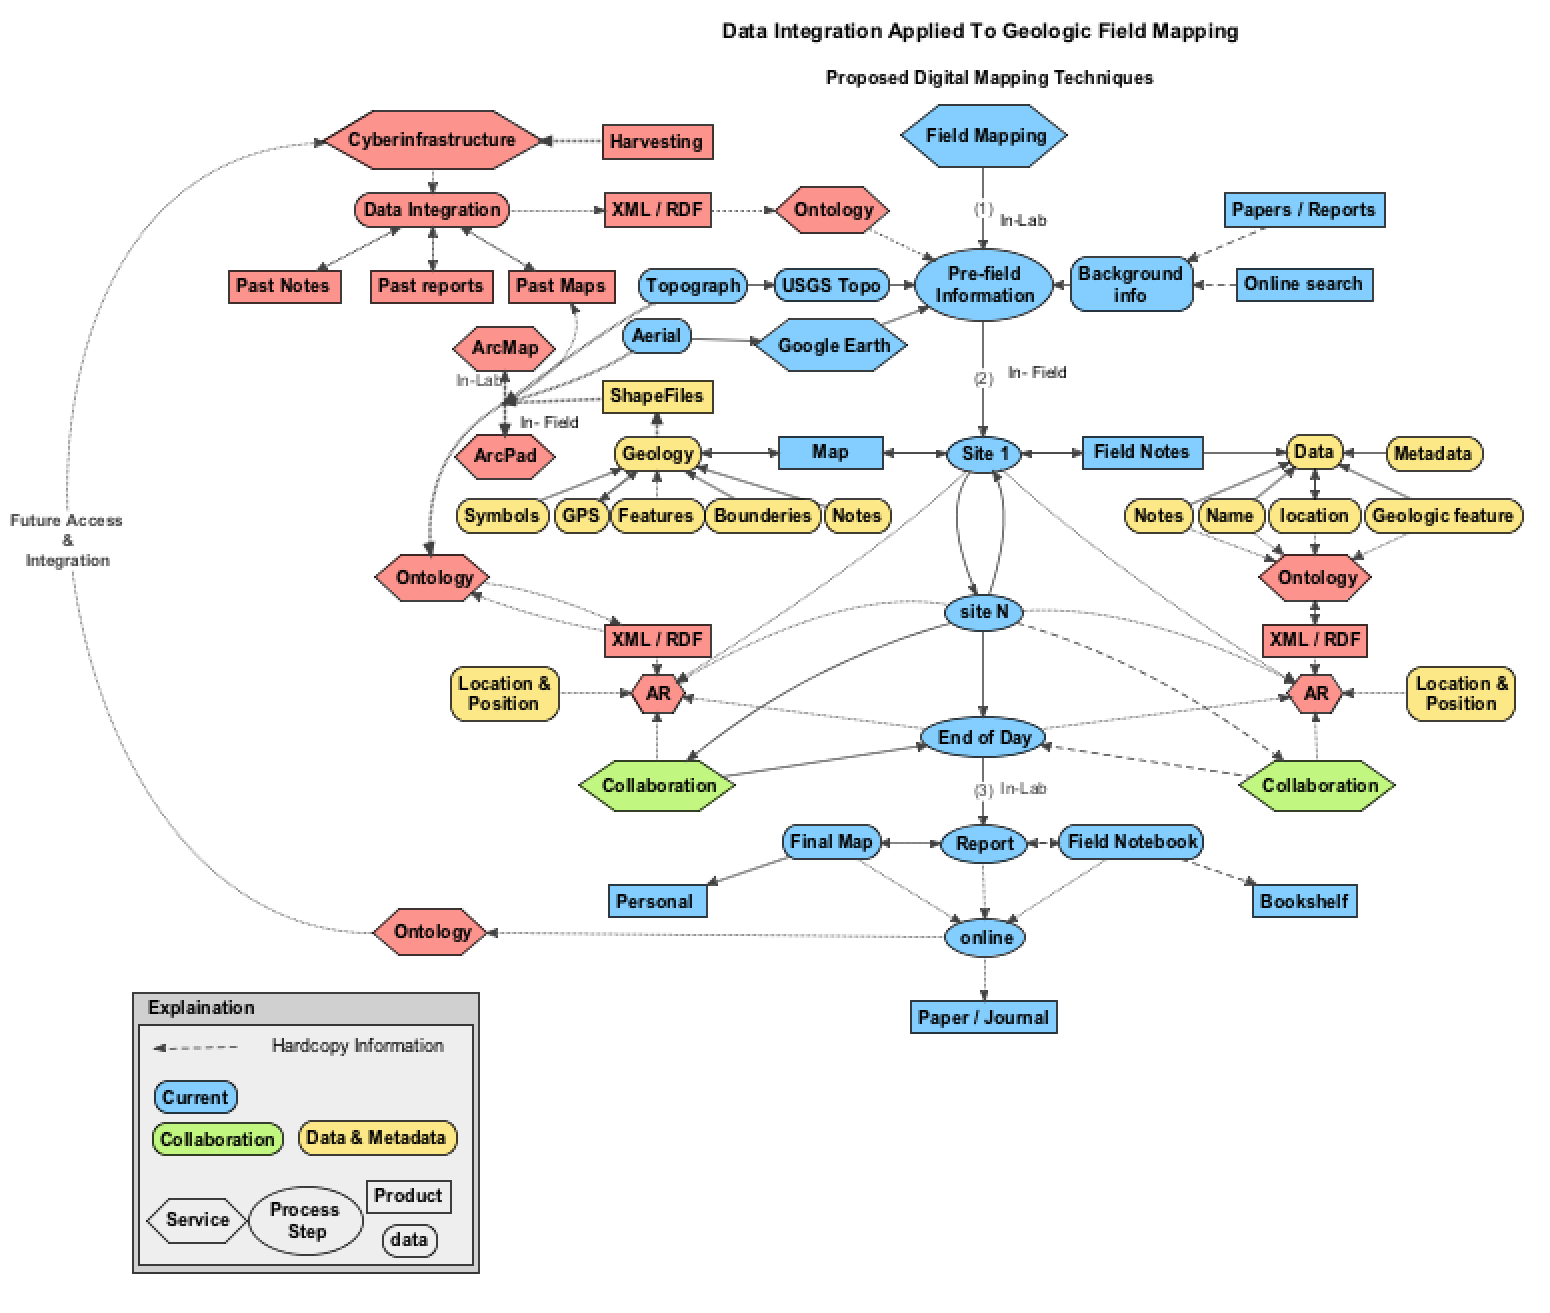 Data Integration Applied To Geologic Field Mapping
Proposed Digital Mapping Techniques
Cyberinfrastructure
Harvesting
Field Mapping
Data Integration
XML / RDF
Ontology
(1)
In-Lab
Papers / Reports
Past Notes
Past reports
Past Maps
Topograph
USGS Topo
Pre-field
Information
Background
info
Online search
ArcMap
Aerial
Google Earth
In-Lab
(2)
In- Field
ShapeFiles
In- Field
ArcPad
Geology
Map
Site 1
Field Notes
Data
Metadata
Symbols
GPS
Features
Bounderies
Notes
Notes
Name
location
Geologic feature
Future Access
&
Integration
Ontology
Ontology
site N
XML / RDF
XML / RDF
Location &
Position
AR
AR
Location &
Position
End of Day
Collaboration
Collaboration
(3)
In-Lab
Final Map
Report
Field Notebook
Personal
Bookshelf
Ontology
online
Paper / Journal
Explaination
Hardcopy Information
Current
Collaboration
Data & Metadata
Service
Process
Step
Product
data